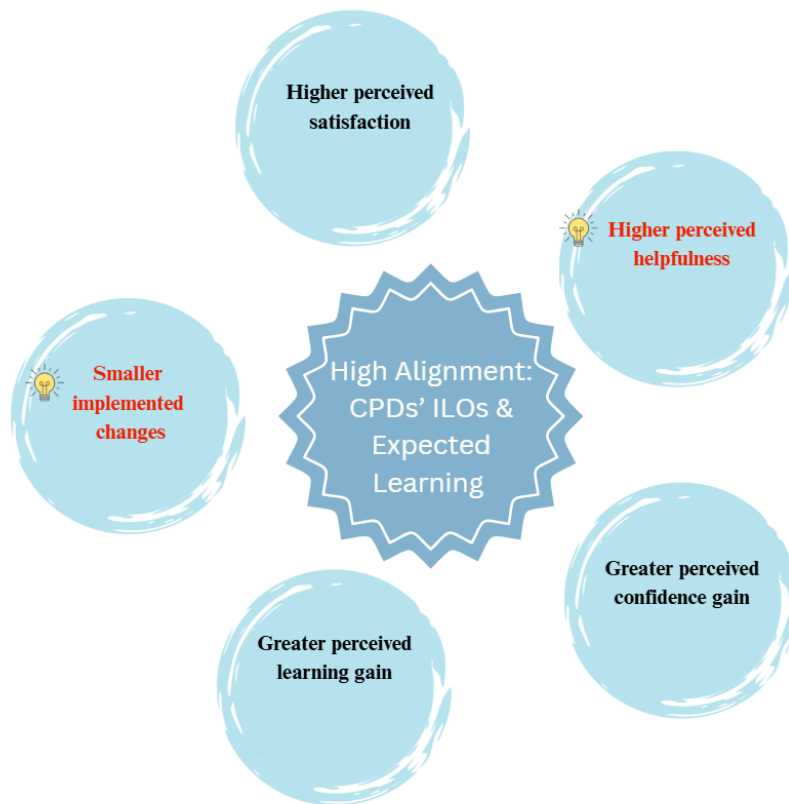 Higher perceived
satisfaction
Higher perceived
helpfulness
Smaller
implemented
changes
High Alignment:
CPDs’ ILOs &
Expected
Learning
Greater perceived
confidence gain
Greater perceived
learning gain